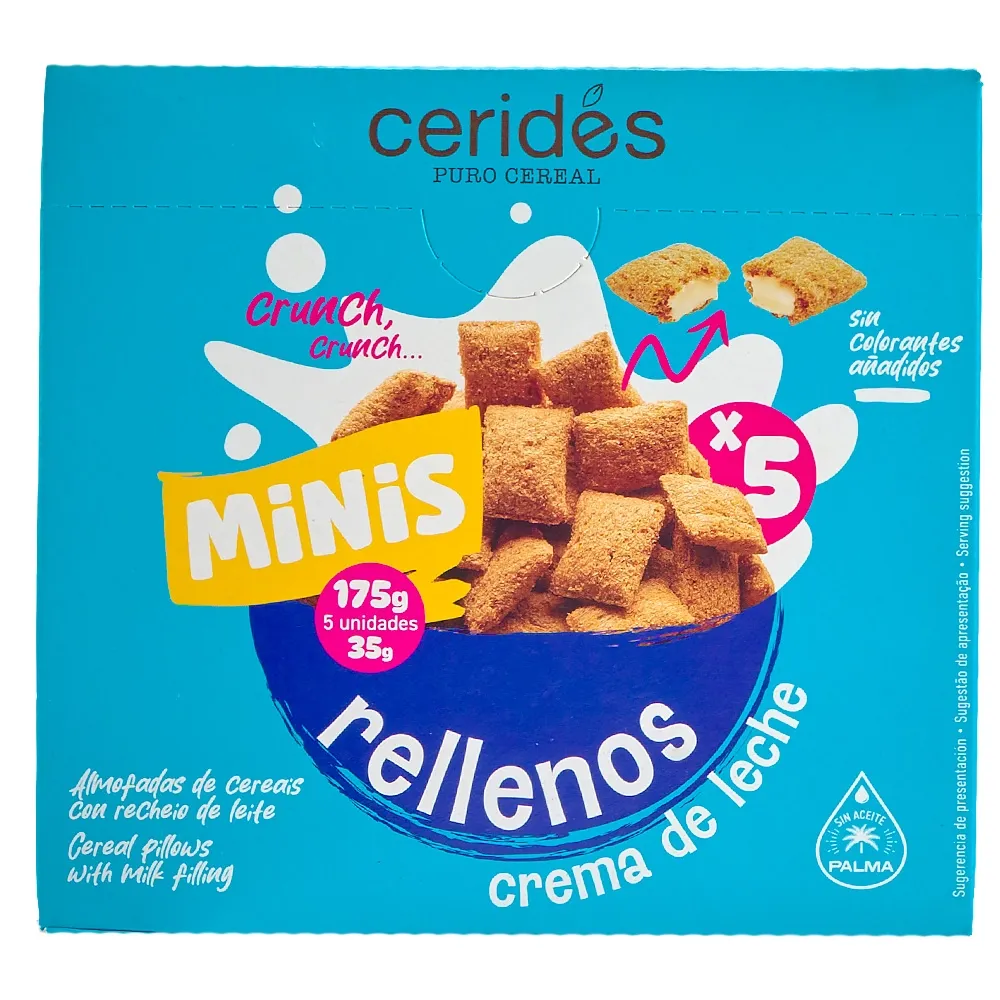 ceridés
PURO CEREAL
Crunch,
crunch...
sin
colorantes
añadidos
x5
MiNiS
175g
5 unidades
35g
rellenos
crema de leche
Almofadas de cereais
con recheio de leite
Cereal pillows
with milk filling
SIN ACEITE
PALMA
Sugerencia de presentación • Sugestão de apresentação • Serving suggestion